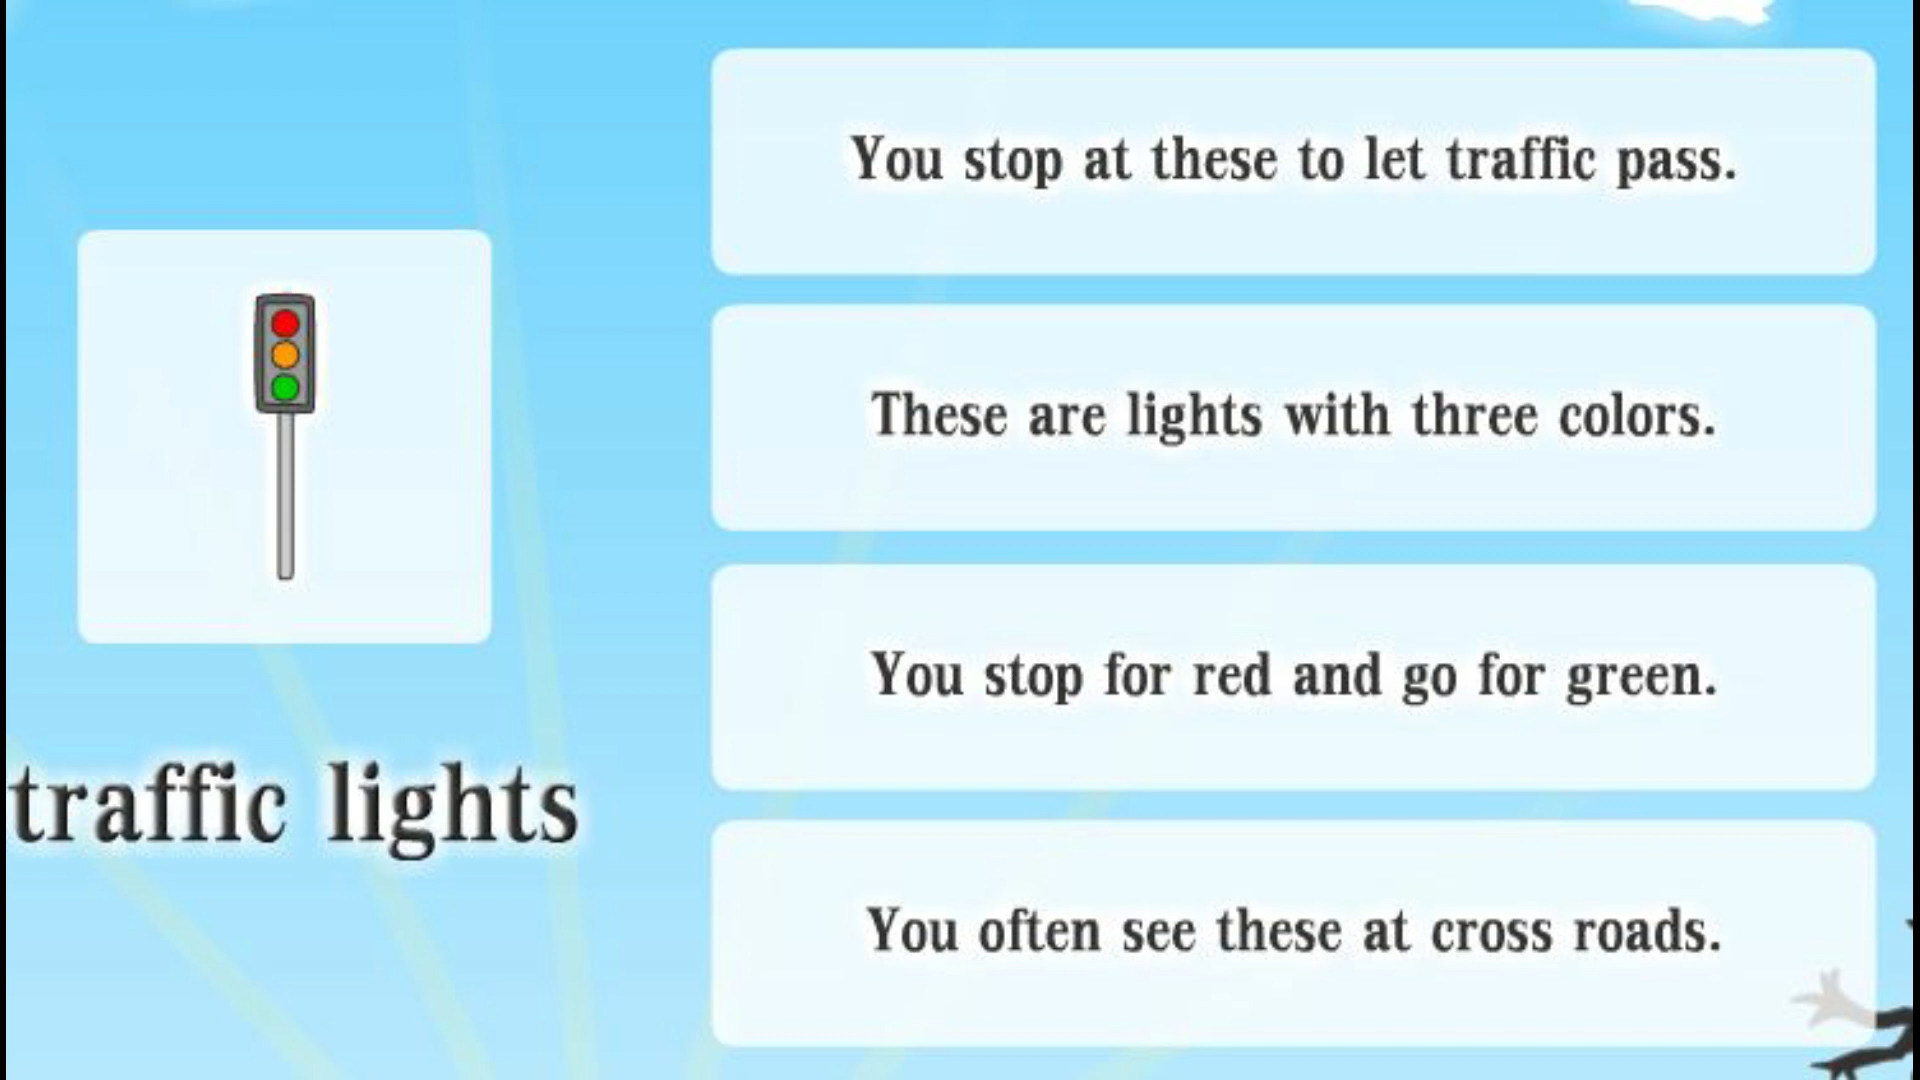 You stop at these to let traffic pass.
These are lights with three colors.
You stop for red and go for green.
traffic lights
You often see these at cross roads.